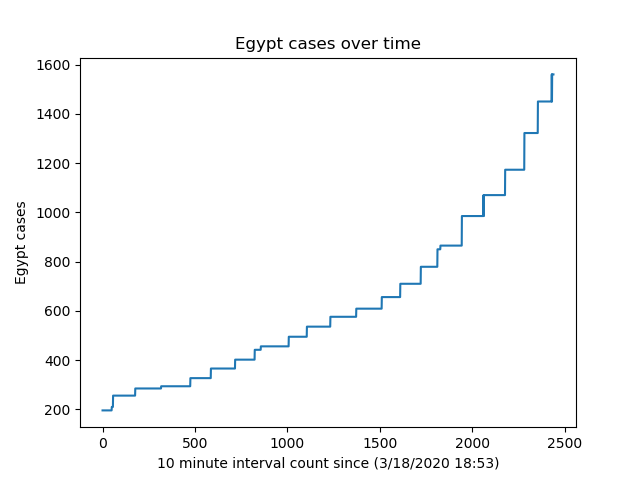 Egypt cases over time
1600
1400
1200
1000
800
600
400
200
Egypt cases
0 500 1000 1500 2000 2500
10 minute interval count since (3/18/2020 18:53)